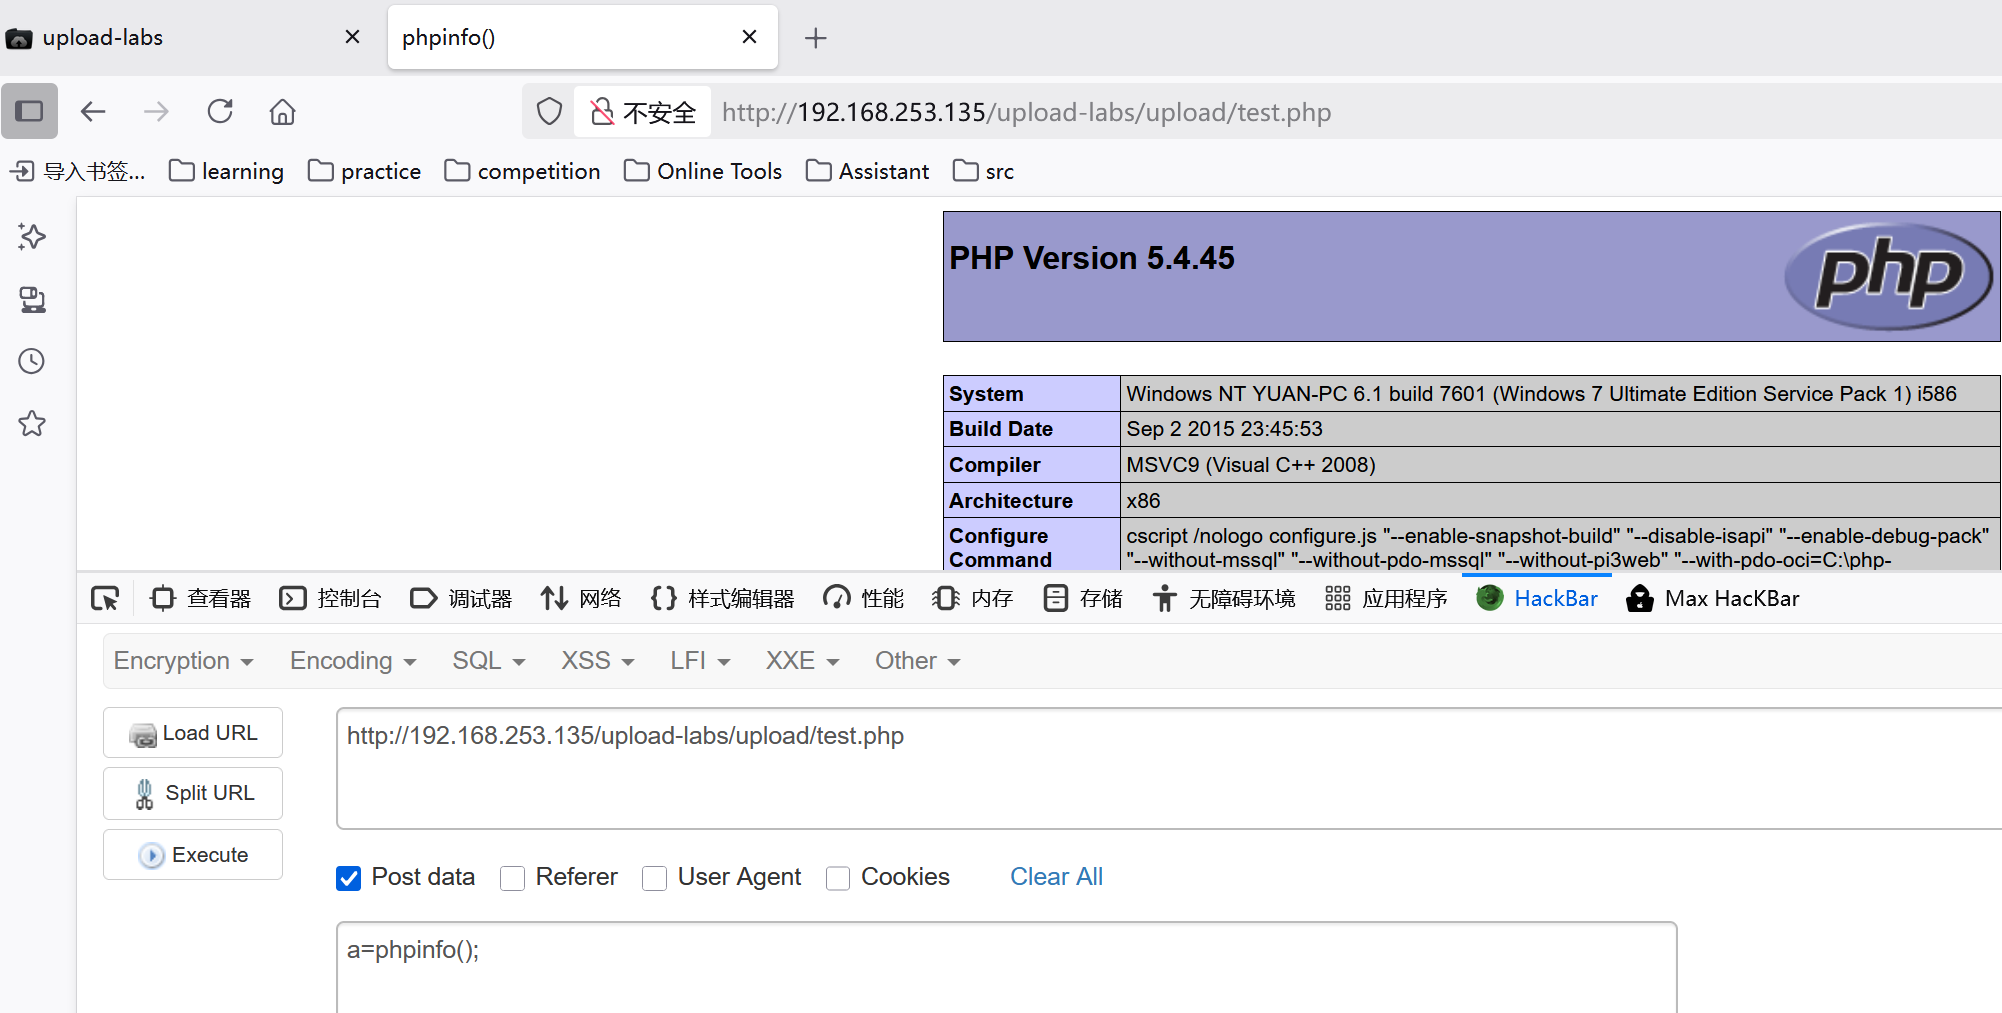 upload-labs
phpinfo()
不安全 http://192.168.253.135/upload-labs/upload/test.php
导入书签... learning practice competition Online Tools Assistant src
PHP Version 5.4.45
php
System Windows NT YUAN-PC 6.1 build 7601 (Windows 7 Ultimate Edition Service Pack 1) i586
Build Date Sep 2 2015 23:45:53
Compiler MSVC9 (Visual C++ 2008)
Architecture x86
Configure Command cscript /nologo configure.js "--enable-snapshot-build" "--disable-isapi" "--enable-debug-pack"
"--without-mssql" "--without-pdo-mssql" "--without-pi3web" "--with-pdo-oci=C:\php-
查看器 控制台 调试器 网络 样式编辑器 性能 内存 存储 无障碍环境 应用程序 HackBar Max HacKBar
Encryption Encoding SQL XSS LFI XXE Other
Load URL
http://192.168.253.135/upload-labs/upload/test.php
Split URL
Execute
Post data Referer User Agent Cookies Clear All
a=phpinfo();